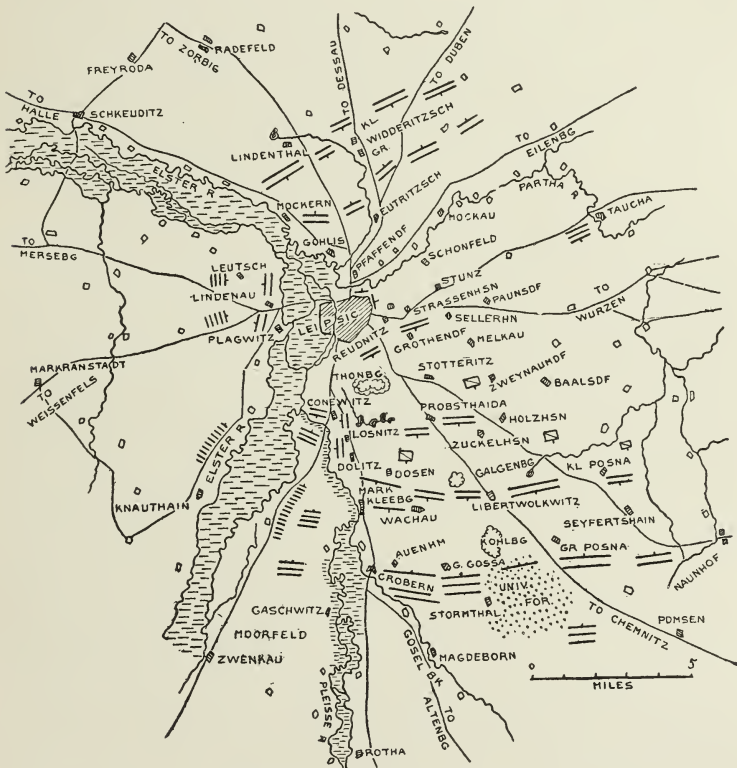 TO ZORBIG
RADEFELD
FREYRODA
TO DESSAU
TO DUBEN
TO HALLE
SCHKEUDITZ
KL
WIDDERITZSCH
GR.
LINDENTHAL
TO EILENBG
ELSTER R.
PARTHA R
MOCKERN
EUTRITZSCH
MOCKAU
TAUCHA
GOHLIS
PFAFFENDF
SCHONFELD
TO MERSEBG
LEUTSCH
STUNZ
LINDENAU
STRASSENHSN
PAUNSDF
TO WURZEN
LEIPSIC
SELLERHN
PLAGWITZ
REUDNITZ
GROTHENDF
MELKAU
MARKRANSTADT
STOTTERITZ
THONBG
ZWEYNAUMDF
BAALSDF
TO WEISSENFELS
CONEWITZ
PROBSTHAIDA
HOLZHSN
LOSNITZ
ZUCKELHSN
ELSTER R.
DOLITZ
DOSEN
GALGENBG
KL POSNA
MARK
KLEEBG
LIBERTWOLKWITZ
KNAUTHAIN
WACHAU
SEYFERTSHAIN
KOHLBG
GR POSNA
AUENHM
G. GOSSA
NAUNHOF
CROBERN
UNIV.
FOR.
GASCHWITZ
STORMTHAL
TO CHEMNITZ
MOORFELD
POMSEN
ZWENKAU
GOSEL BK
MAGDEBORN
0 5
MILES
PLEISSE R
TO ALTENBG
ROTHA